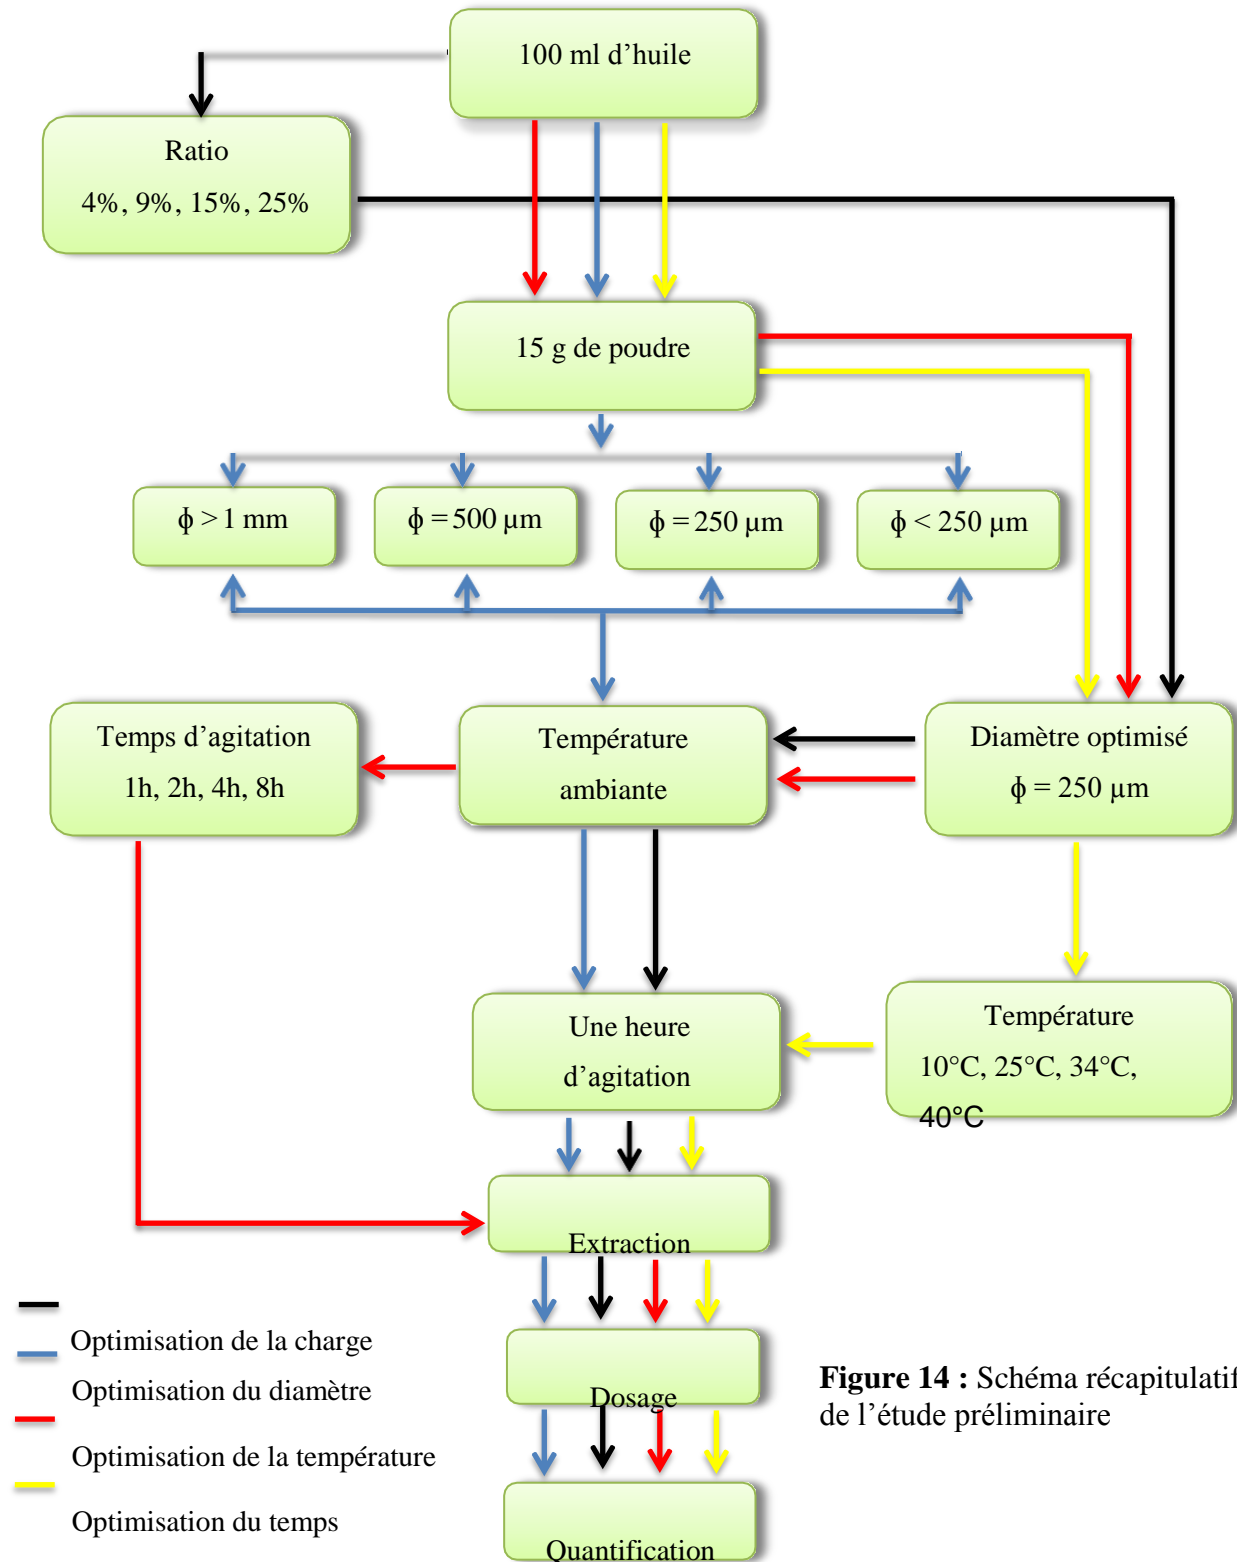 100 ml d’huile
Ratio
4%, 9%, 15%, 25%
15 g de poudre
ϕ > 1 mm
ϕ = 500 µm
ϕ = 250 µm
ϕ < 250 µm
Temps d’agitation
1h, 2h, 4h, 8h
Température
ambiante
Diamètre optimisé
ϕ = 250 µm
Une heure
d’agitation
Température
10°C, 25°C, 34°C,
40°C
Extraction
Dosage
Quantification
Optimisation de la charge
Optimisation du diamètre
Optimisation de la température
Optimisation du temps
Figure 14 : Schéma récapitulatif
de l’étude préliminaire